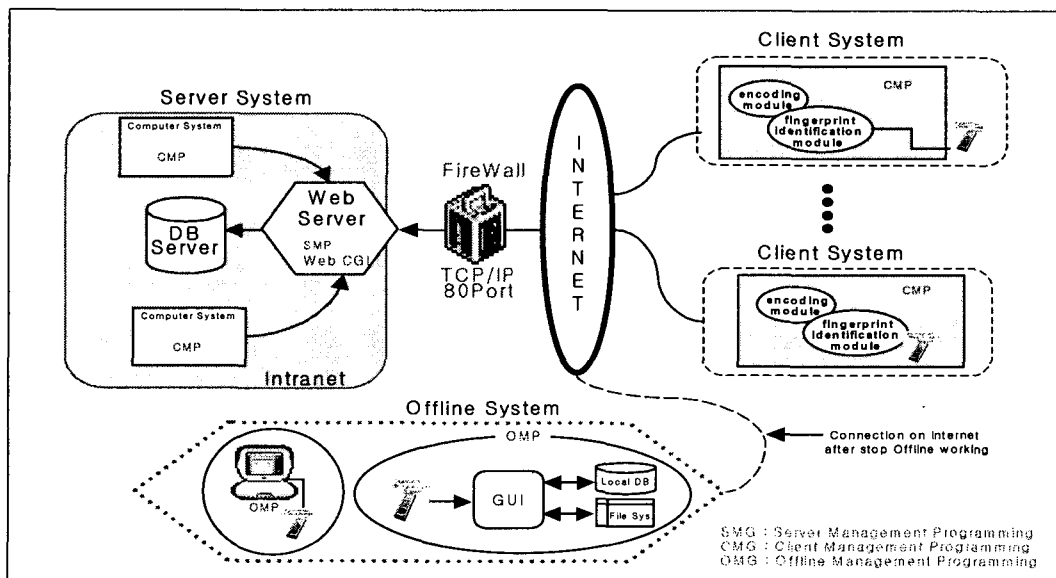 Server System
Computer System
CMP
DB
Server
Web
Server
SMP
Web CGI
Computer System
CMP
Intranet
FireWall
TCP/IP
80Port
INTERNET
Client System
CMP
encoding
module
fingerprint
identification
module
Client System
CMP
encoding
module
fingerprint
identification
module
Offline System
OMP
OMP
GUI
Local DB
File Sys
Connection on Internet
after stop Offline working
SMG : Server Management Programming
CMG : Client Management Programming
OMG : Offline Management Programming